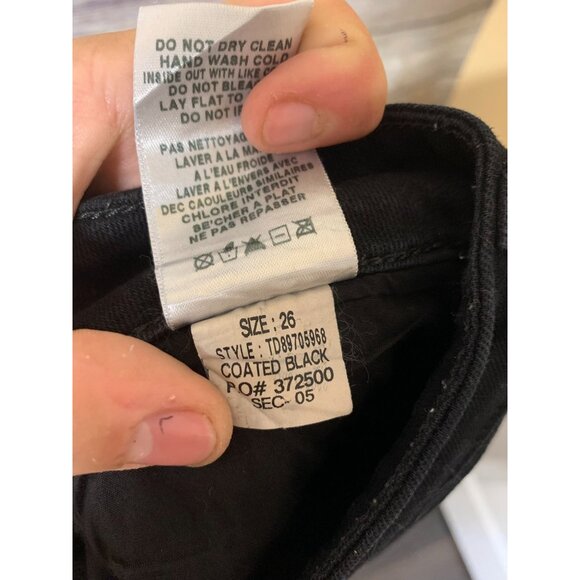 DO NOT DRY CLEAN
HAND WASH COLD
INSIDE OUT WITH LIKE
DO NOT BLEA
LAY FLAT TO
DO NOT
PAS NETTOYAG
LAVER A LA MA
A L'EAU FROIDE
LAVER A L'ENVERS AVEC
DEC CAOULEURS SIMILAIRES
CHLORE INTERDIT
BE'CHER A PLAT
NE PAS REPASSER
SIZE : 26
STYLE : TD89705968
COATED BLACK
PO# 372500
SEC- 05